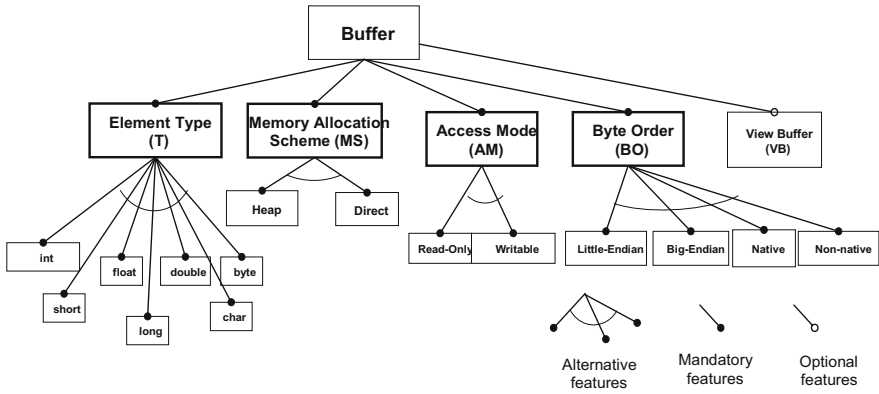 Buffer
Element Type
(T)
Memory Allocation
Scheme (MS)
Access Mode
(AM)
Byte Order
(BO)
View Buffer
(VB)
Heap
Direct
Read-Only
Writable
Little-Endian
Big-Endian
Native
Non-native
int
float
double
byte
short
long
char
Alternative
features
Mandatory
features
Optional
features